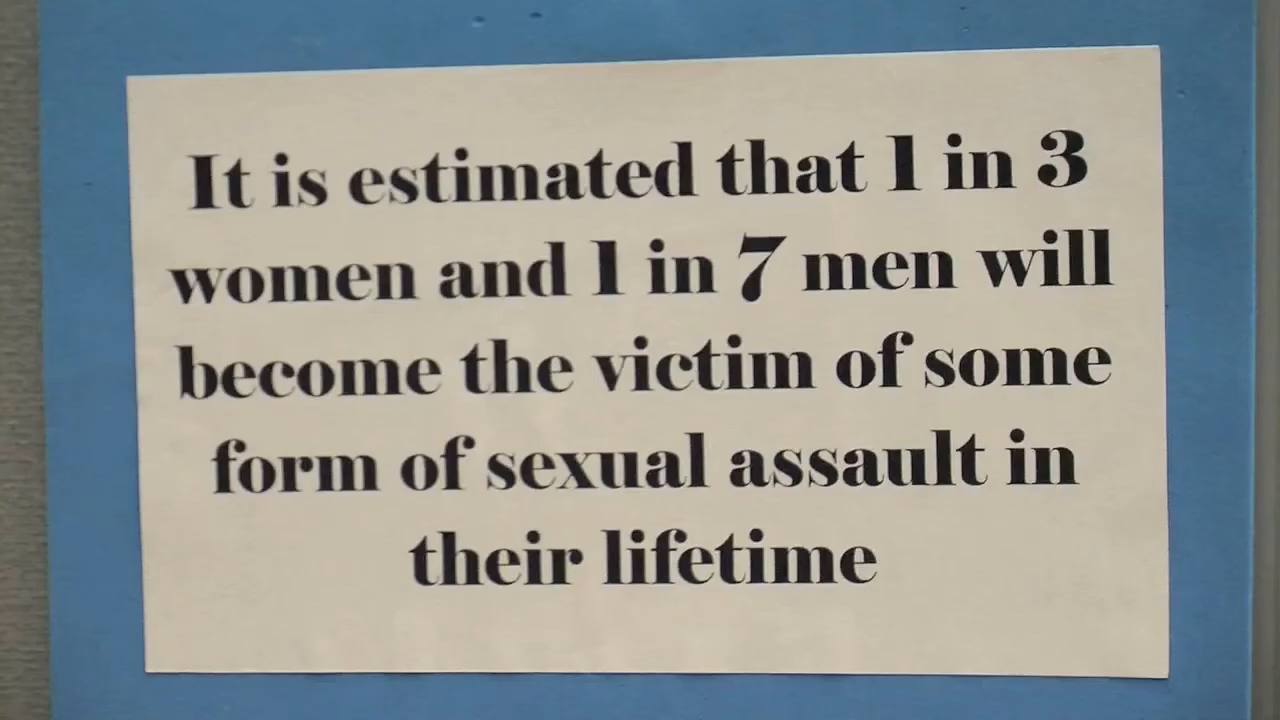 It is estimated that 1 in 3
women and 1 in 7 men will
become the victim of some
form of sexual assault in
their lifetime